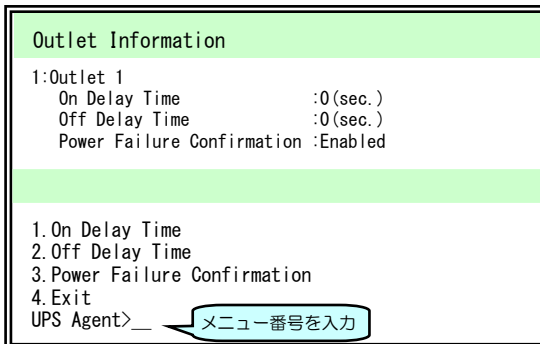 Outlet Information
1:Outlet 1
On Delay Time :0(sec.)
Off Delay Time :0(sec.)
Power Failure Confirmation :Enabled
1.On Delay Time
2.Off Delay Time
3.Power Failure Confirmation
4.Exit
UPS Agent>__ メニュー番号を入力